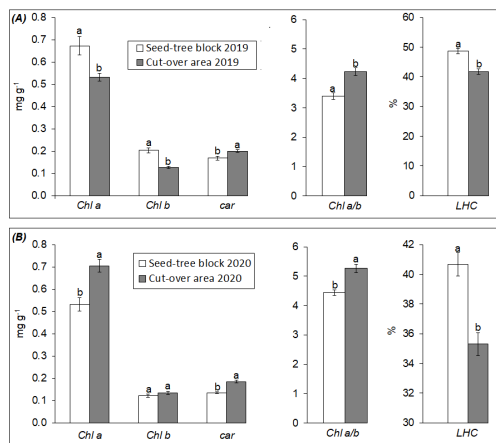 (A)
0.8
0.7
0.6
0.5
0.4
0.3
0.2
0.1
0.0
mg g-1
Seed-tree block 2019
Cut-over area 2019
a
b
a
b
b
a
Chl a
Chl b
car
6
5
4
3
2
1
0
a
b
Chl a/b
%
60
50
40
30
20
10
0
a
b
LHC
(B)
0.8
0.7
0.6
0.5
0.4
0.3
0.2
0.1
0.0
mg g-1
Seed-tree block 2020
Cut-over area 2020
b
a
a
a
b
a
Chl a
Chl b
car
6
5
4
3
2
1
0
b
a
Chl a/b
%
42
40
38
36
34
32
30
a
b
LHC